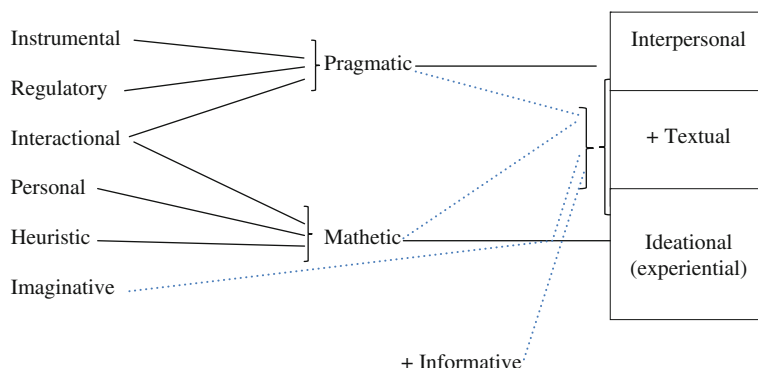 Instrumental
Regulatory
Interactional
Personal
Heuristic
Imaginative
Pragmatic
Mathetic
+ Informative
Interpersonal
+ Textual
Ideational
(experiential)